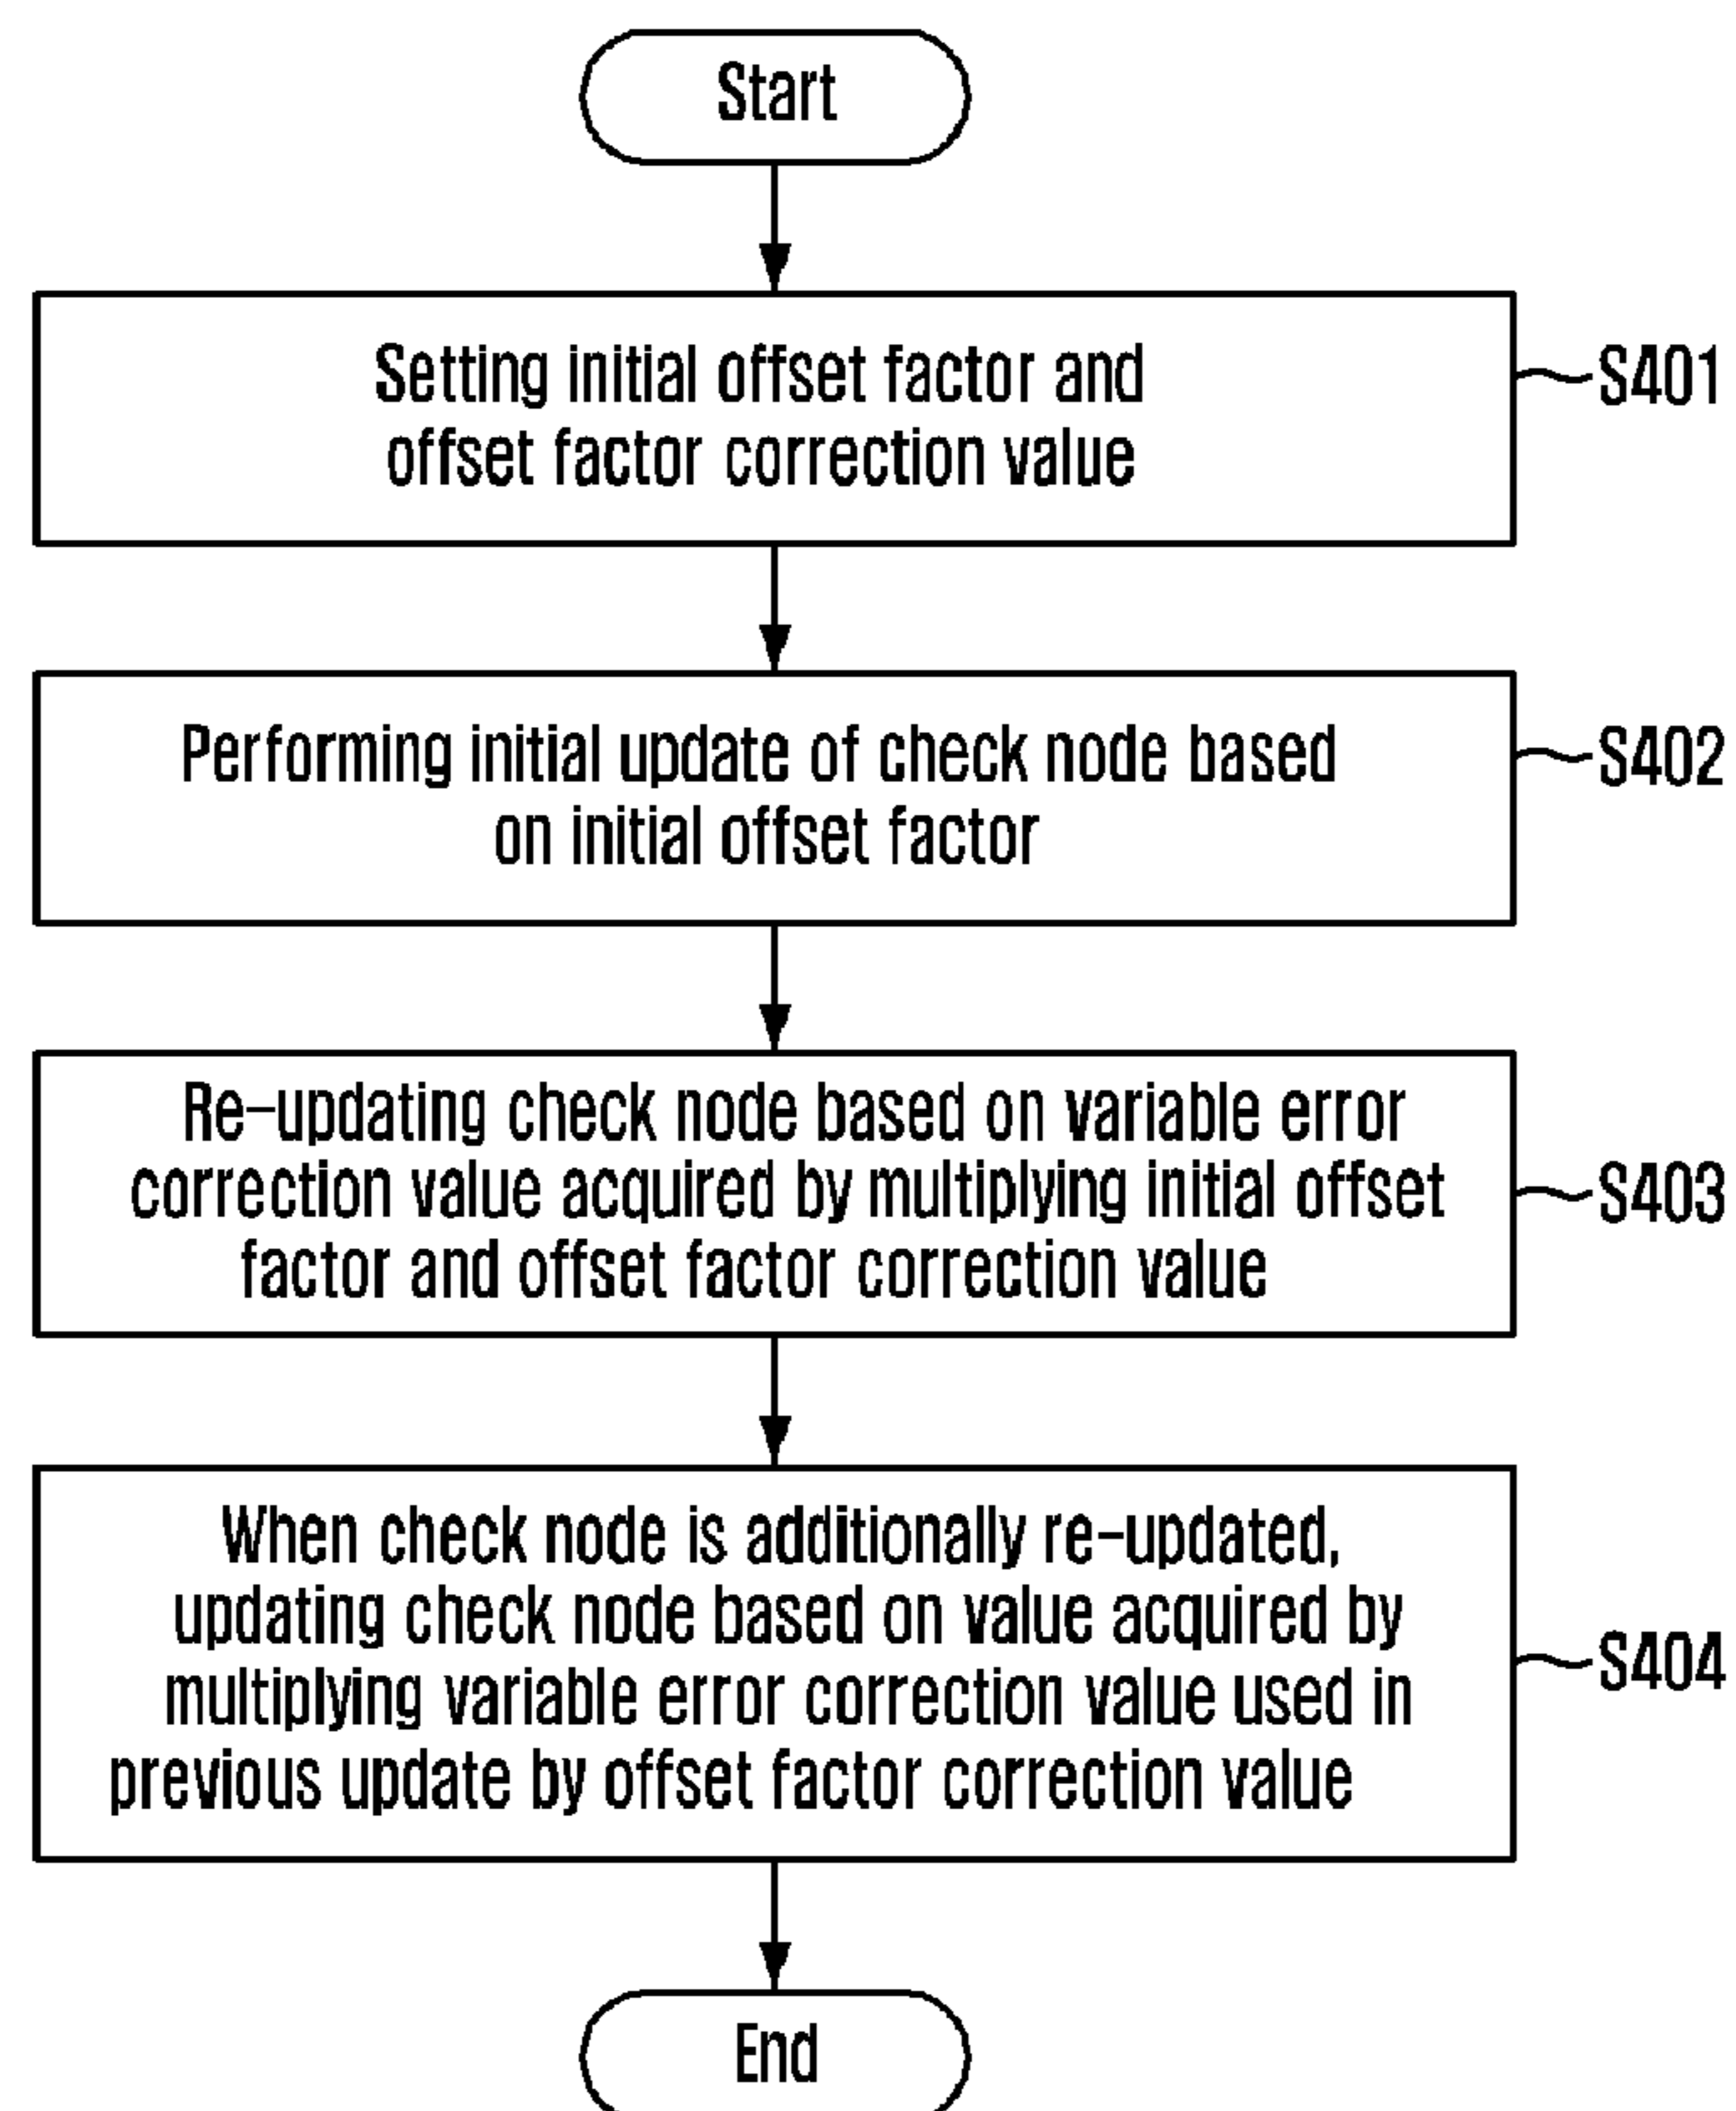 Start
Setting initial offset factor and
offset factor correction value
S401
Performing initial update of check node based
on initial offset factor
S402
Re-updating check node based on variable error
correction value acquired by multiplying initial offset
factor and offset factor correction value
S403
When check node is additionally re-updated,
updating check node based on value acquired by
multiplying variable error correction value used in
previous update by offset factor correction value
S404
End